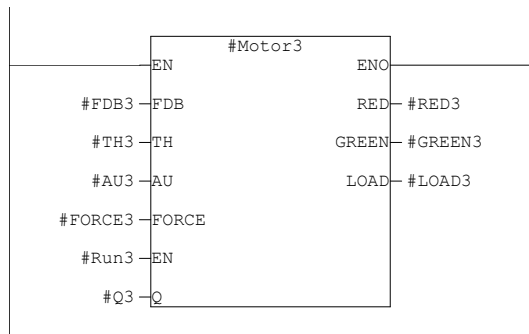 #Motor3
EN ENO
#FDB3 FDB RED #RED3
#TH3 TH GREEN #GREEN3
#AU3 AU LOAD #LOAD3
#FORCE3 FORCE
#Run3 EN
#Q3 Q